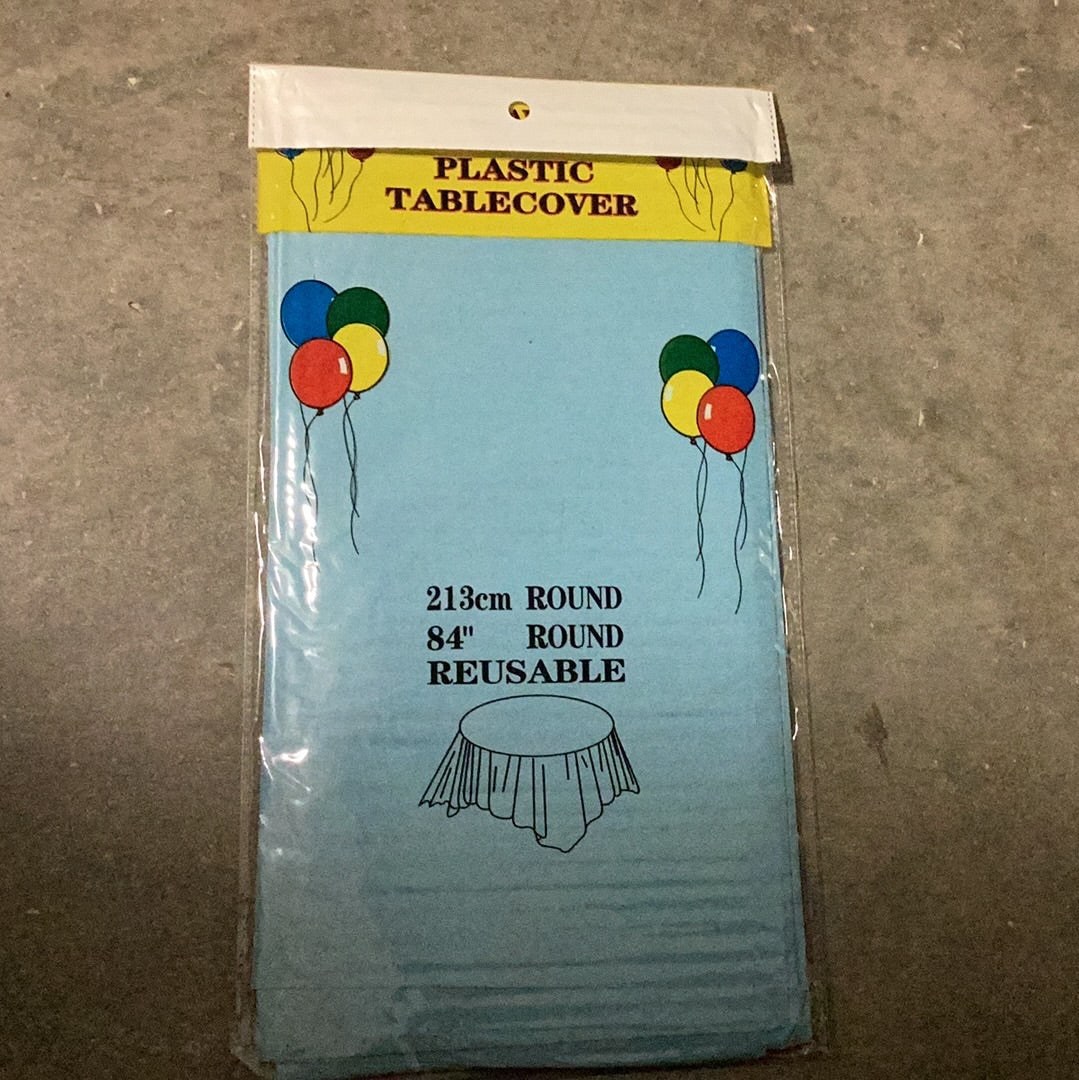 PLASTIC
TABLECOVER
213cm ROUND
84" ROUND
REUSABLE